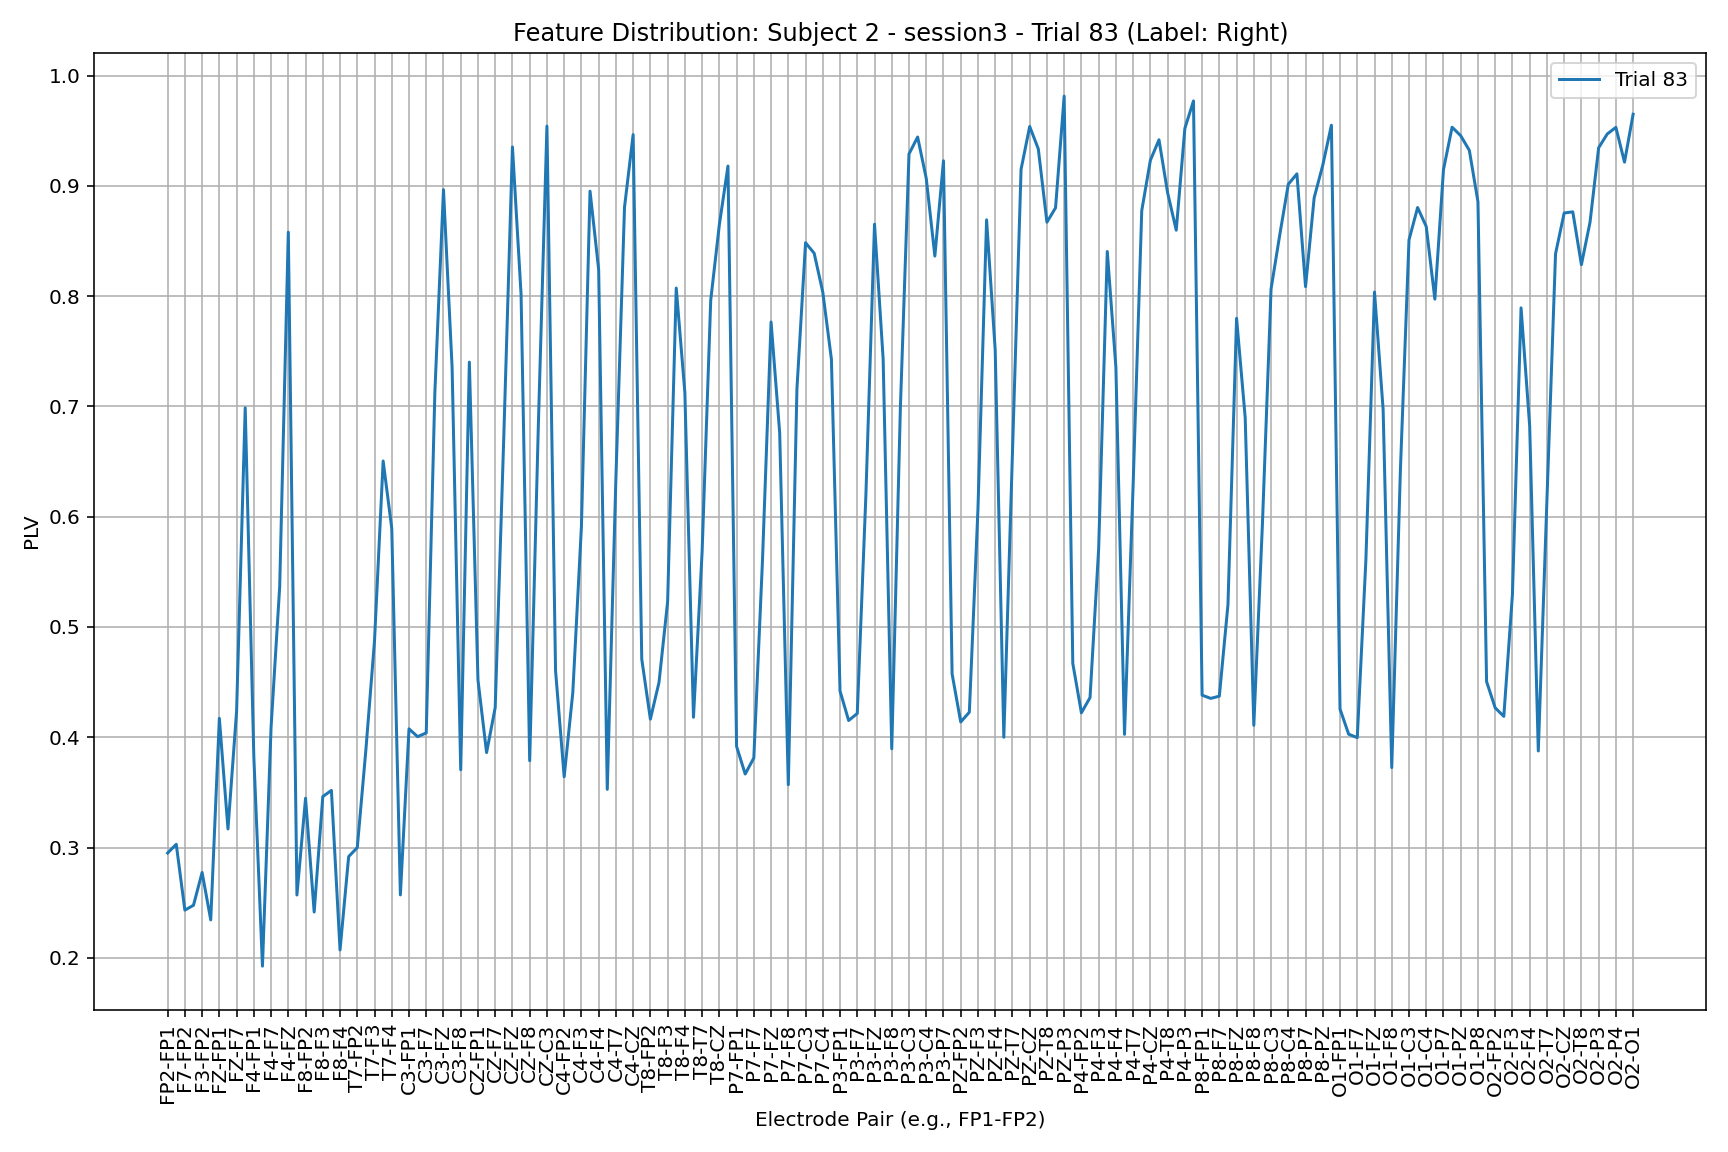 Feature Distribution: Subject 2 - session3 - Trial 83 (Label: Right)
Trial 83
1.0
0.9
0.8
0.7
0.6
0.5
0.4
0.3
0.2
PLV
FP2-FP1
F7-FP2
F3-FP2
FZ-FP1
FZ-F7
F4-FP1
F4-F7
F4-FZ
F8-FP2
F8-F3
F8-F4
T7-FP2
T7-F3
T7-F4
C3-FP1
C3-F7
C3-FZ
C3-F8
CZ-FP1
CZ-F7
CZ-FZ
CZ-F8
CZ-C3
C4-FP2
C4-F3
C4-F4
C4-T7
C4-CZ
T8-FP2
T8-F3
T8-F4
T8-T7
T8-CZ
P7-FP1
P7-F7
P7-FZ
P7-F8
P7-C3
P7-C4
P3-FP1
P3-F7
P3-FZ
P3-F8
P3-C3
P3-C4
P3-P7
PZ-FP2
PZ-F3
PZ-F4
PZ-T7
PZ-CZ
PZ-T8
PZ-P3
P4-FP2
P4-F3
P4-F4
P4-T7
P4-CZ
P4-T8
P4-P3
P8-FP1
P8-F7
P8-FZ
P8-F8
P8-C3
P8-C4
P8-P7
P8-PZ
O1-FP1
O1-F7
O1-FZ
O1-F8
O1-C3
O1-C4
O1-P7
O1-PZ
O1-P8
O2-FP2
O2-F3
O2-F4
O2-T7
O2-CZ
O2-T8
O2-P3
O2-P4
O2-O1
Electrode Pair (e.g., FP1-FP2)